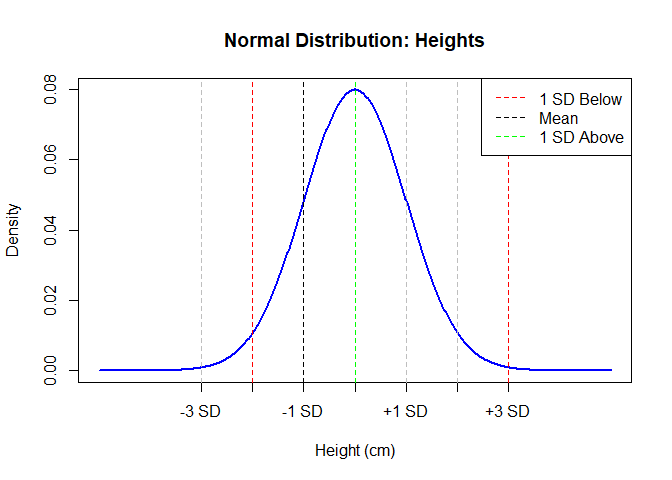 Normal Distribution: Heights
1 SD Below
Mean
1 SD Above
Density
0.00
0.02
0.04
0.06
0.08
-3 SD
-1 SD
+1 SD
+3 SD
Height (cm)